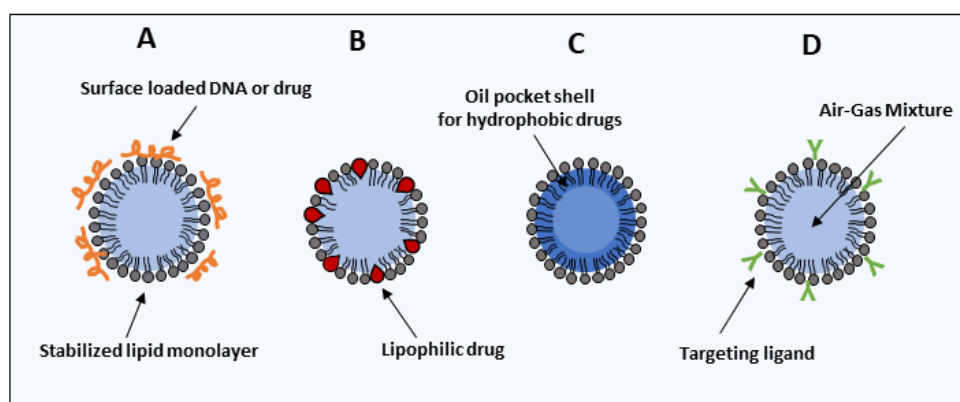 A
B
C
D
Surface loaded DNA or drug
Oil pocket shell
for hydrophobic drugs
Air-Gas Mixture
Stabilized lipid monolayer
Lipophilic drug
Targeting ligand